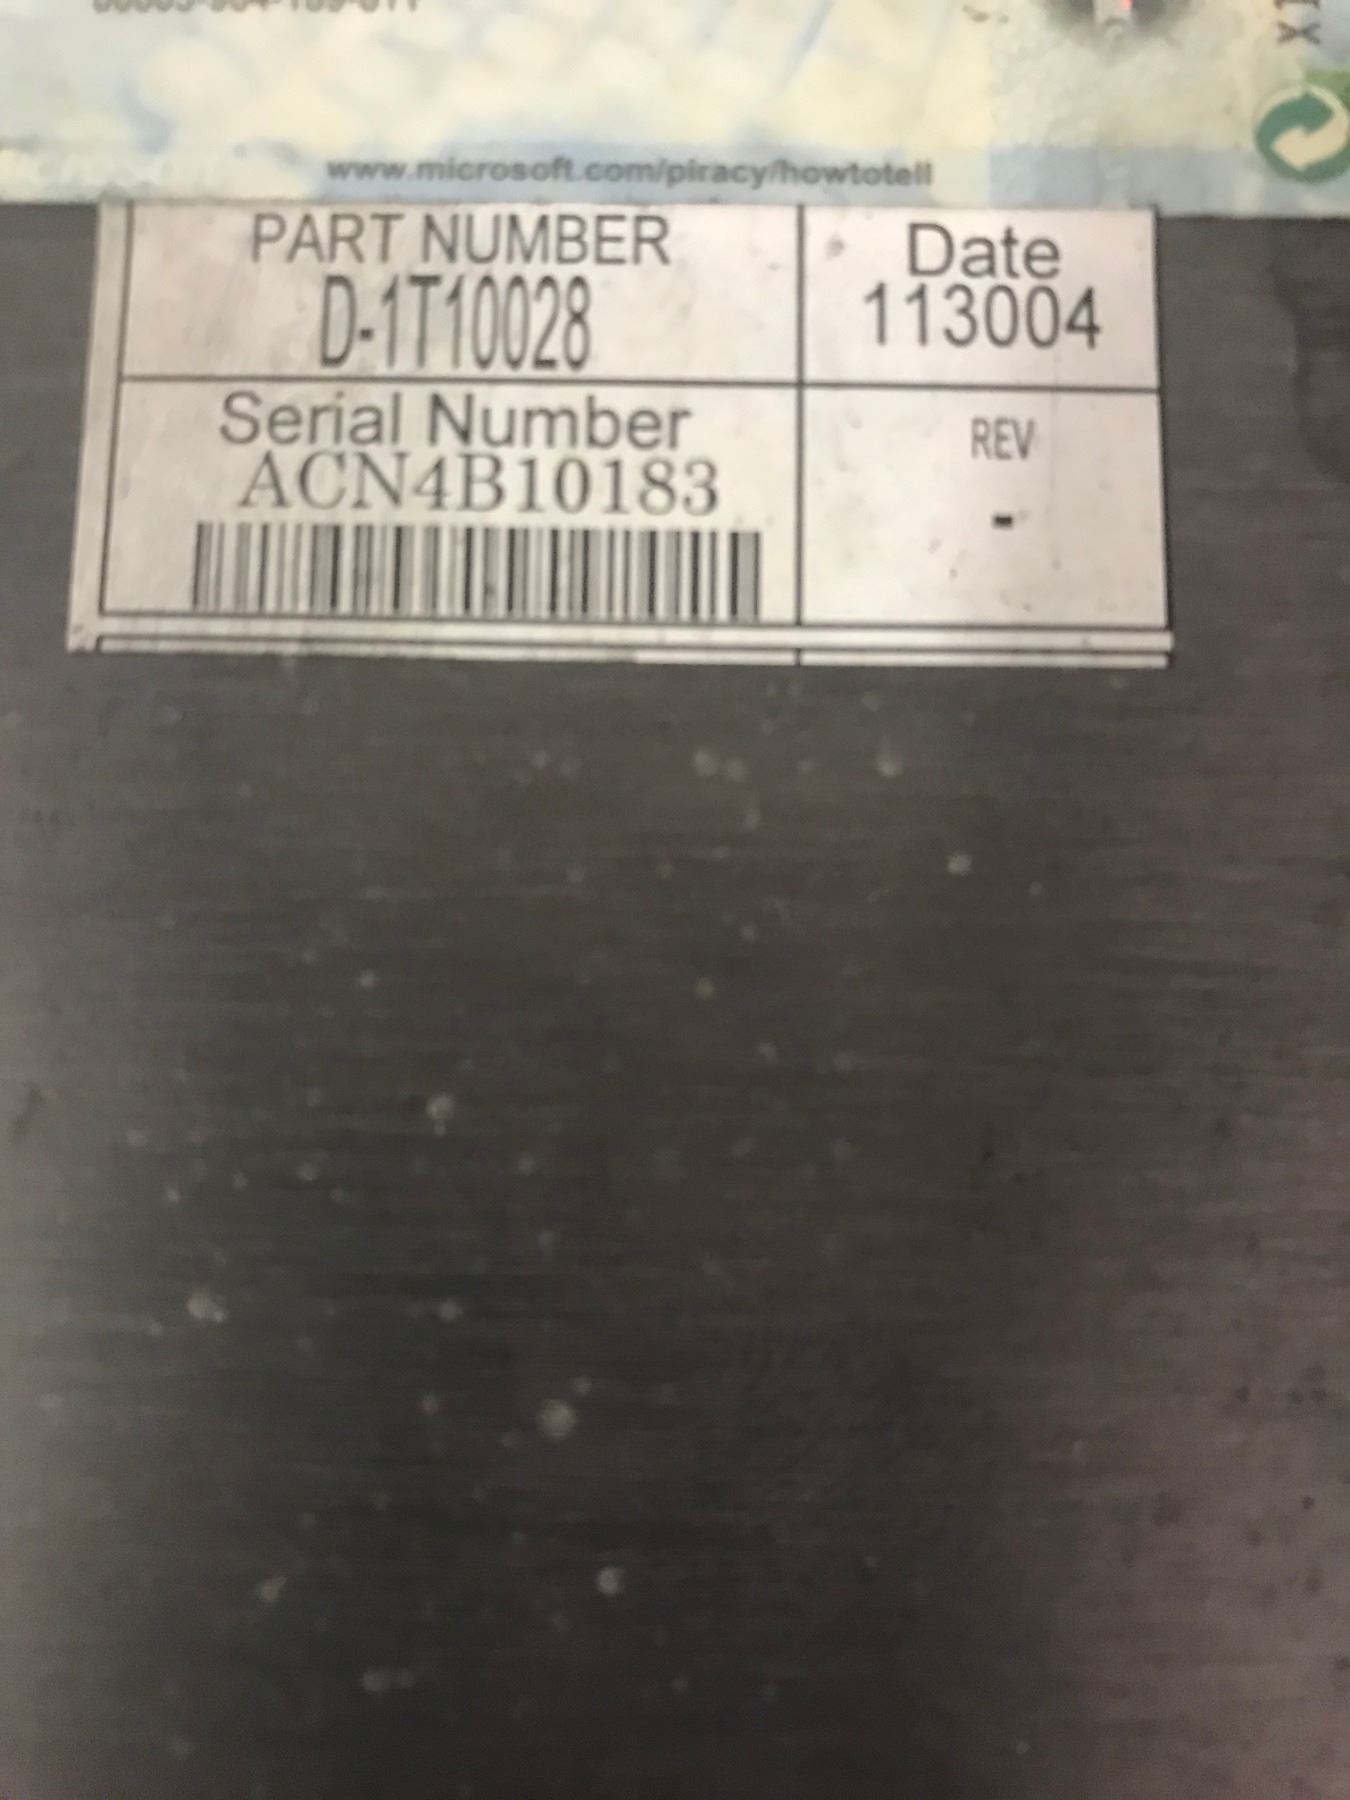 www.microsoft.com/piracy/howtotell
PART NUMBER
D-1T10028
Date
113004
Serial Number
ACN4B10183
REV
-